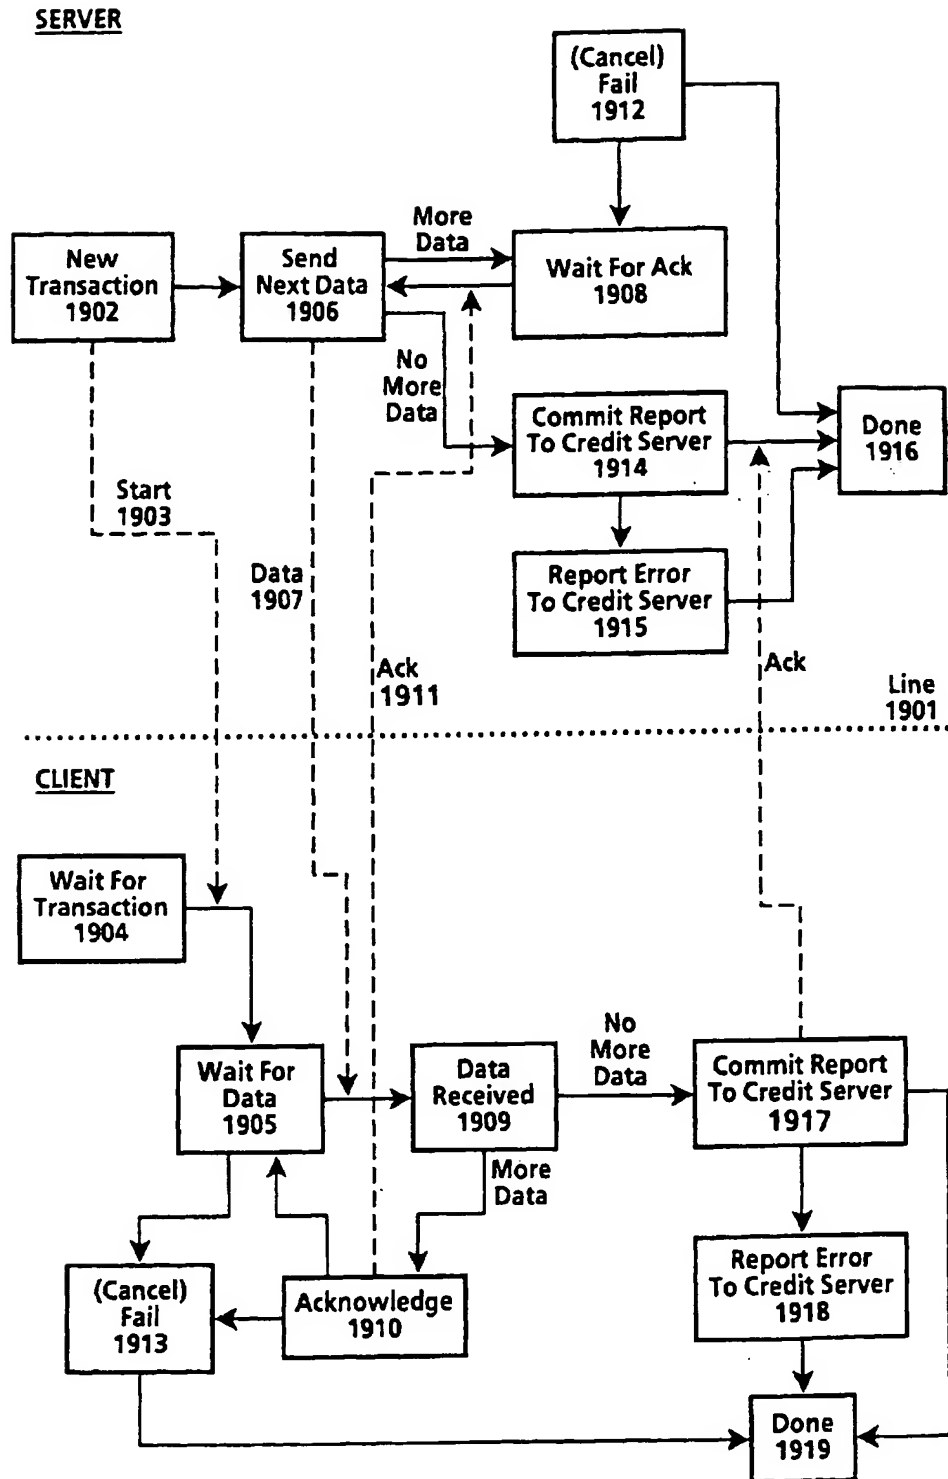 SERVER
(Cancel)
Fail
1912
New
Transaction
1902
Send
Next Data
1906
More
Data
Wait For Ack
1908
No
More
Data
Commit Report
To Credit Server
1914
Done
1916
Start
1903
Data
1907
Report Error
To Credit Server
1915
Ack
1911
Ack
Line
1901
CLIENT
Wait For
Transaction
1904
Wait For
Data
1905
Data
Received
1909
No
More
Data
Commit Report
To Credit Server
1917
More
Data
(Cancel)
Fail
1913
Acknowledge
1910
Report Error
To Credit Server
1918
Done
1919